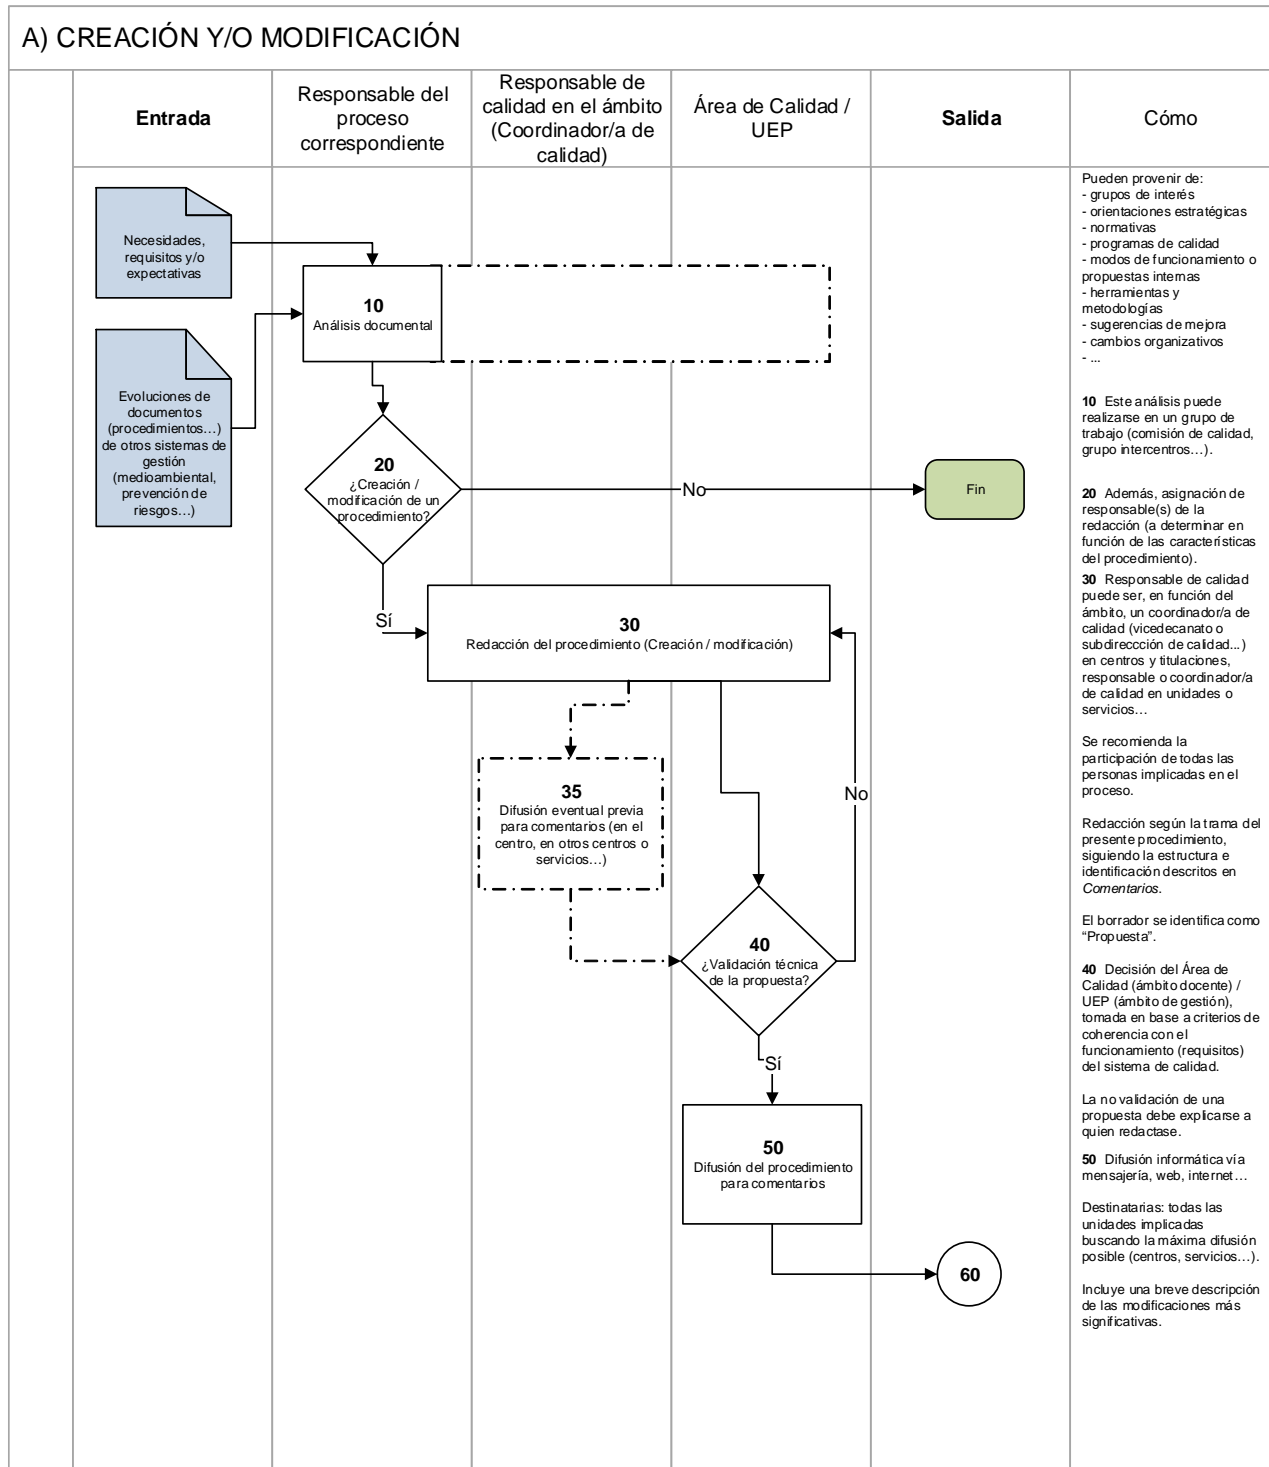 A) CREACIÓN Y/O MODIFICACIÓN
Entrada
Responsable del
proceso
correspondiente
Responsable de
calidad en el ámbito
(Coordinador/a de
calidad)
Área de Calidad /
UEP
Salida
Cómo
Necesidades,
requisitos y/o
expectativas
Evoluciones de
documentos
(procedimientos…)
de otros sistemas de
gestión
(medioambiental,
prevención de
riesgos…)
10
Análisis documental
20
¿Creación /
modificación de un
procedimiento?
No
Fin
Sí
30
Redacción del procedimiento (Creación / modificación)
35
Difusión eventual previa
para comentarios (en el
centro, en otros centros o
servicios…)
No
40
¿Validación técnica
de la propuesta?
Sí
50
Difusión del procedimiento
para comentarios
60
Pueden provenir de:
- grupos de interés
- orientaciones estratégicas
- normativas
- programas de calidad
- modos de funcionamiento o
propuestas internas
- herramientas y
metodologías
- sugerencias de mejora
- cambios organizativos
- ...
10 Este análisis puede
realizarse en un grupo de
trabajo (comisión de calidad,
grupo intercentros…).
20 Además, asignación de
responsable(s) de la
redacción (a determinar en
función de las características
del procedimiento).
30 Responsable de calidad
puede ser, en función del
ámbito, un coordinador/a de
calidad (vicedecanato o
subdireccción de calidad...)
en centros y titulaciones,
responsable o coordinador/a
de calidad en unidades o
servicios…
Se recomienda la
participación de todas las
personas implicadas en el
proceso.
Redacción según la trama del
presente procedimiento,
siguiendo la estructura e
identificación descritos en
Comentarios.
El borrador se identifica como
“Propuesta”.
40 Decisión del Área de
Calidad (ámbito docente) /
UEP (ámbito de gestión),
tomada en base a criterios de
coherencia con el
funcionamiento (requisitos)
del sistema de calidad.
La no validación de una
propuesta debe explicarse a
quien redactase.
50 Difusión informática vía
mensajería, web, internet…
Destinatarias: todas las
unidades implicadas
buscando la máxima difusión
posible (centros, servicios…).
Incluye una breve descripción
de las modificaciones más
significativas.